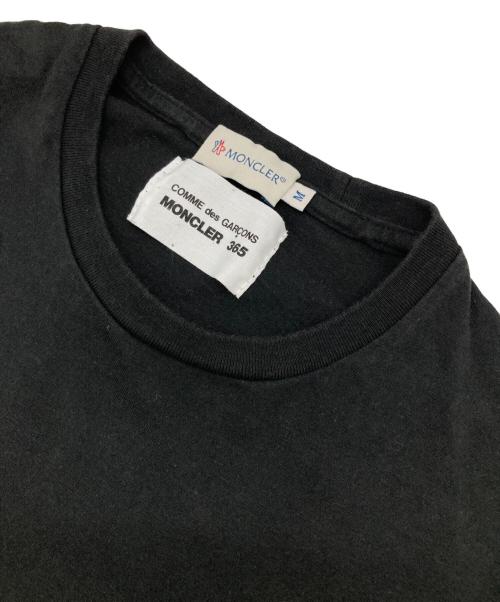 MONCLER®
M
COMME des GARÇONS
MONCLER 365